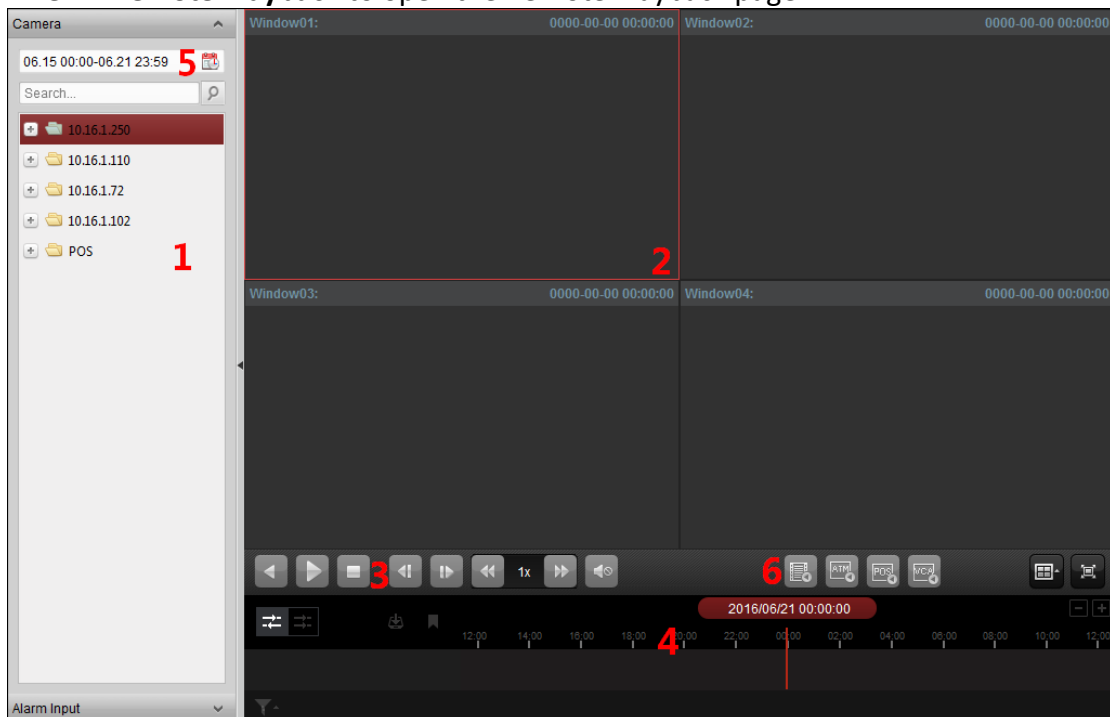 Camera
Window01: 0000-00-00 00:00:00
Window02: 0000-00-00 00:00:00
06.15 00:00-06.21 23:59
5
Search...
10.16.1.250
10.16.1.110
10.16.1.72
10.16.1.102
POS
1
2
Window03: 0000-00-00 00:00:00
Window04: 0000-00-00 00:00:00
3
1x
6
ATM
POS
VCA
2016/06/21 00:00:00
12:00 14:00 16:00 18:00 20:00 22:00 00:00 02:00 04:00 06:00 08:00 10:00 12:00
4
Alarm Input